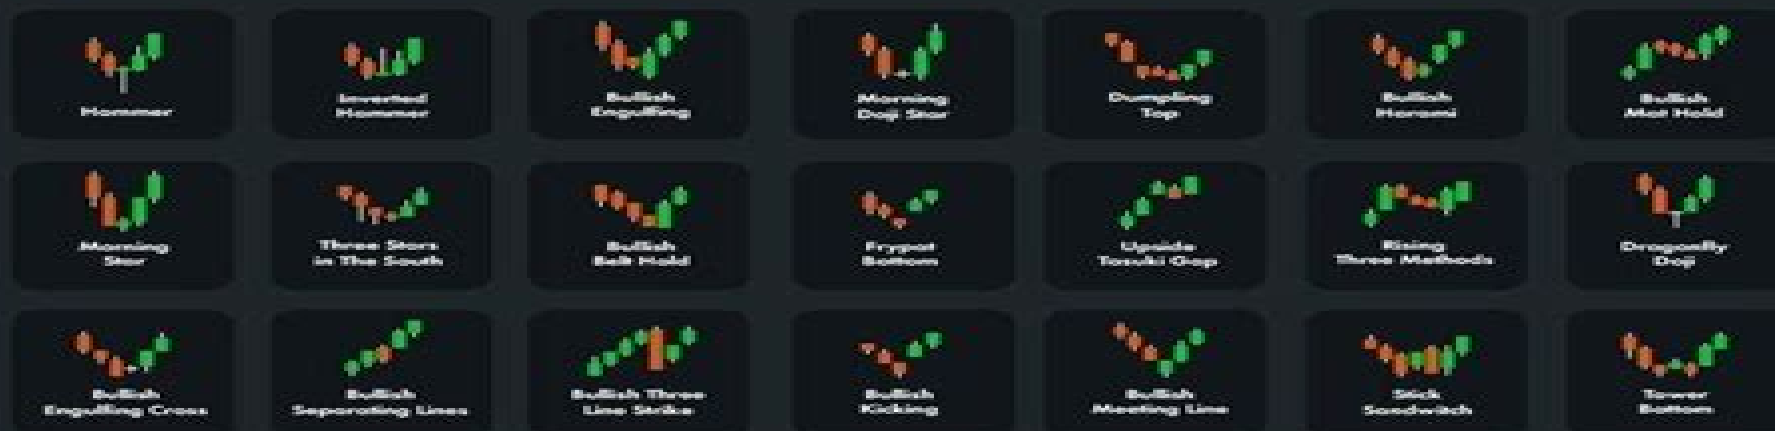 Hammer
Inverted
Hammer
Bullish
Engulfing
Morning
Doji Star
Dumpling
Top
Bullish
Harami
Bullish
Mat Hold
Morning
Star
Three Stars
in The South
Bullish
Belt Hold
Frypat
Bottom
Upside
Tasuki Gap
Rising
Three Methods
Dragonfly
Doji
Bullish
Engulfing Cross
Bullish
Separating Lines
Bullish Three
Line Strike
Bullish
Kicking
Bullish
Meeting Line
Stick
Sandwitch
Tower
Bottom